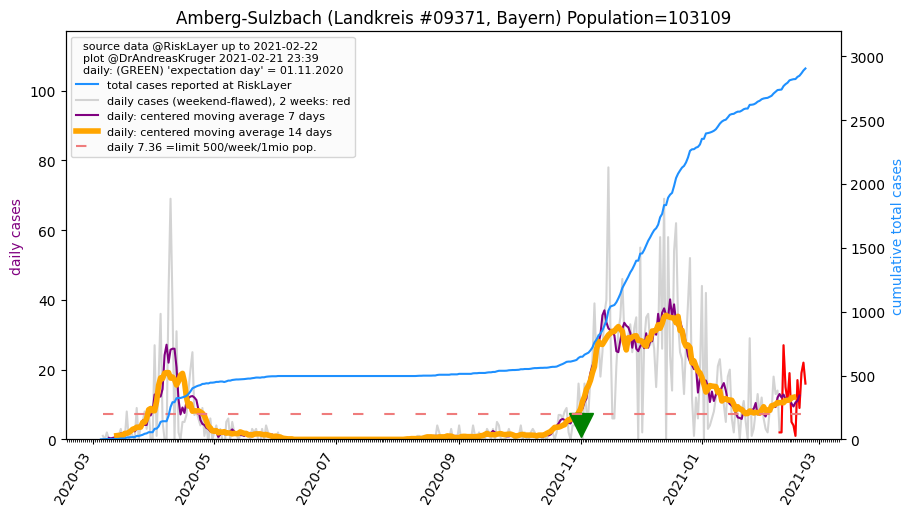 Amberg-Sulzbach (Landkreis #09371, Bayern) Population=103109
source data @RiskLayer up to 2021-02-22
plot @DrAndreasKruger 2021-02-21 23:39
daily: (GREEN) 'expectation day' = 01.11.2020
total cases reported at RiskLayer
daily cases (weekend-flawed), 2 weeks: red
daily: centered moving average 7 days
daily: centered moving average 14 days
daily 7.36 =limit 500/week/1mio pop.
daily cases
100
80
60
40
20
0
cumulative total cases
3000
2500
2000
1500
1000
500
0
2020-03
2020-05
2020-07
2020-09
2020-11
2021-01
2021-03